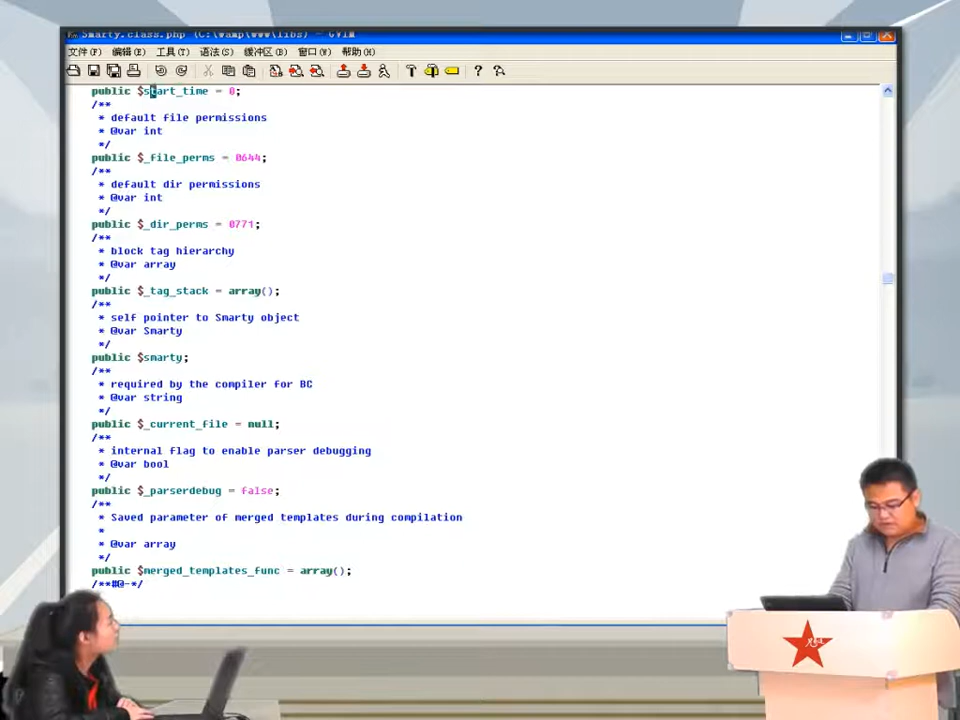 Smarty.class.php (C:\wamp\www\libs) - GVIM
文件(F) 编辑(E) 工具(T) 语法(S) 缓冲区(B) 窗口(W) 帮助(H)
public $start_time = 0;
/**
* default file permissions
* @var int
*/
public $_file_perms = 0644;
/**
* default dir permissions
* @var int
*/
public $_dir_perms = 0771;
/**
* block tag hierarchy
* @var array
*/
public $_tag_stack = array();
/**
* self pointer to Smarty object
* @var Smarty
*/
public $smarty;
/**
* required by the compiler for BC
* @var string
*/
public $_current_file = null;
/**
* internal flag to enable parser debugging
* @var bool
*/
public $_parserdebug = false;
/**
* Saved parameter of merged templates during compilation
*
* @var array
*/
public $merged_templates_func = array();
/**#@-*/